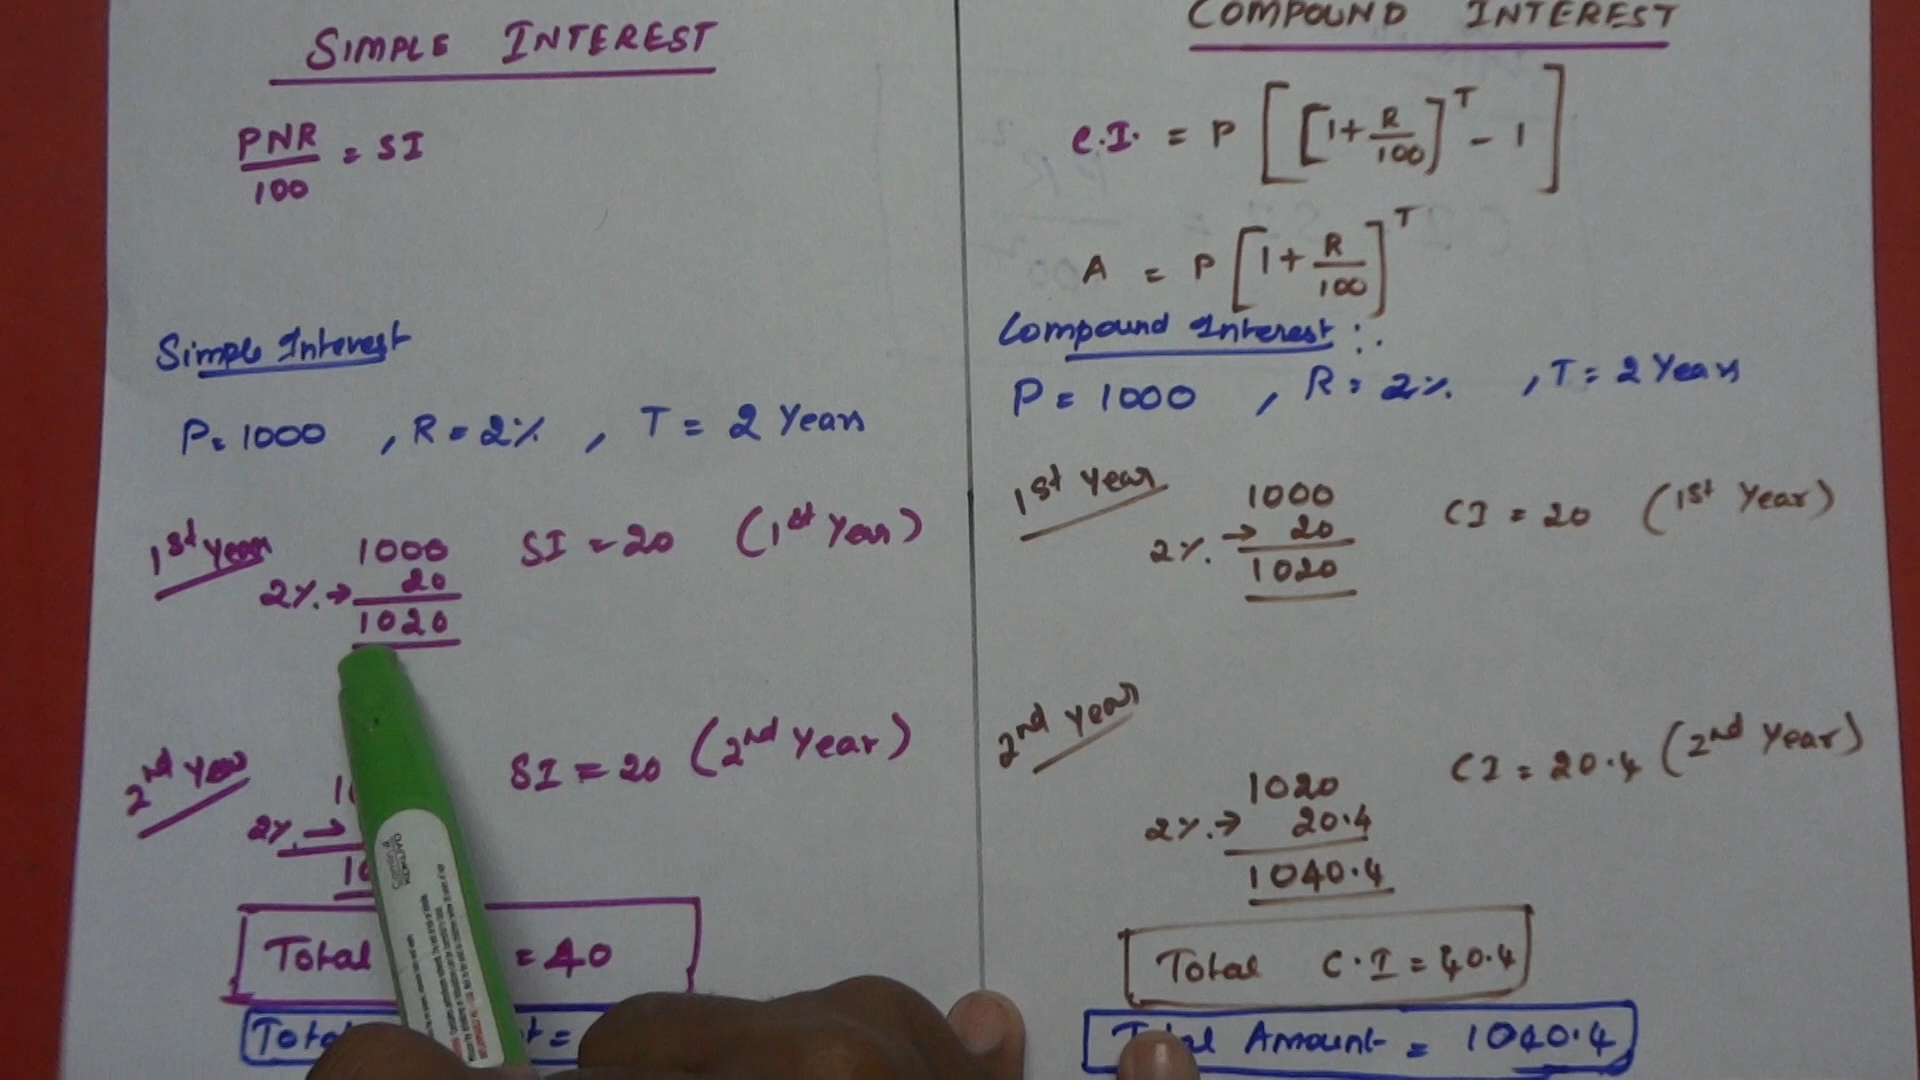 SIMPLE INTEREST
PNR/100 = SI
Simple Interest
P = 1000 , R = 2% , T = 2 Years
1st year
1000 SI = 20 (1st Year)
2% → 20
1020
2nd year
SI = 20 (2nd Year)
2% →
Total = 40
COMPOUND INTEREST
C.I. = P [[1+R/100]^T - 1]
A = P [1+R/100]^T
Compound Interest :.
P = 1000 , R = 2% , T = 2 Years
1st Year
1000 CI = 20 (1st Year)
2% → 20
1020
2nd year
1020 CI = 20.4 (2nd Year)
2% → 20.4
1040.4
Total C.I = 40.4
Amount = 1040.4